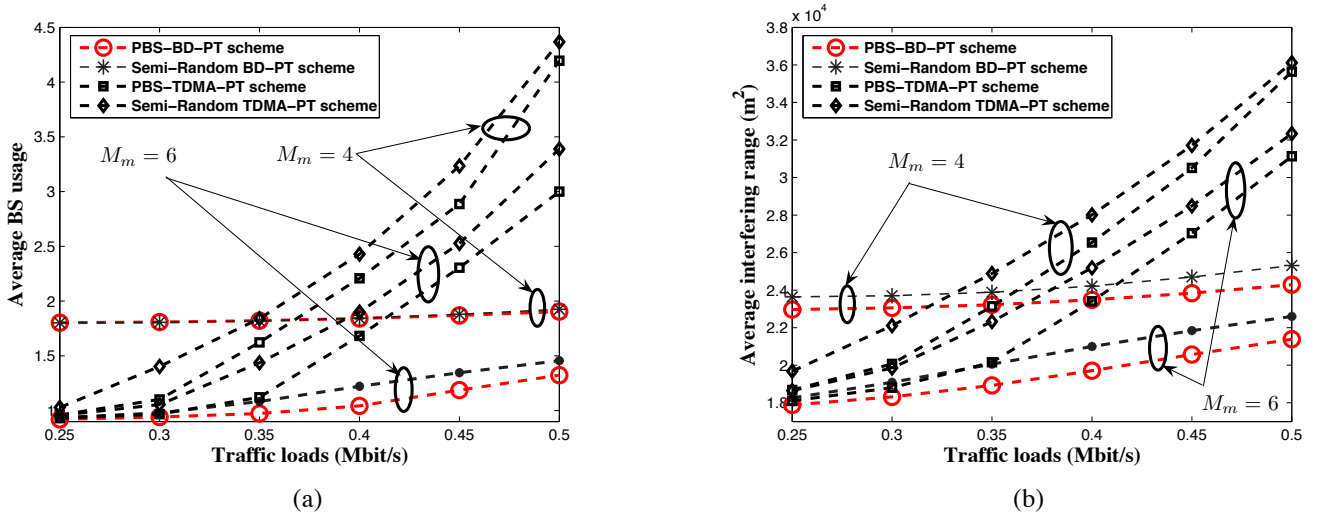 4.5
4
3.5
3
2.5
2
1.5
1
0.25
0.3
0.35
0.4
0.45
0.5
Average BS usage
Traffic loads (Mbit/s)
PBS−BD−PT scheme
Semi−Random BD−PT scheme
PBS−TDMA−PT scheme
Semi−Random TDMA−PT scheme
M_m = 6
M_m = 4
(a)
x 10^4
3.8
3.6
3.4
3.2
3
2.8
2.6
2.4
2.2
2
1.8
0.25
0.3
0.35
0.4
0.45
0.5
Average interfering range (m²)
Traffic loads (Mbit/s)
PBS−BD−PT scheme
Semi−Random BD−PT scheme
PBS−TDMA−PT scheme
Semi−Random TDMA−PT scheme
M_m = 4
M_m = 6
(b)